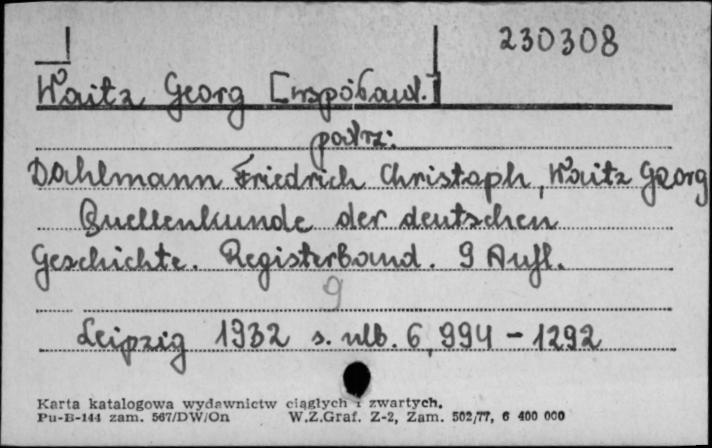 230308
Waitz Georg [współaut.]
patrz:
Dahlmann Friedrich Christoph, Waitz Georg
Quellenkunde der deutschen
Geschichte. Registerband. 9 Aufl.
9
Leipzig 1932 s. nlb. 6, 994 - 1292
Karta katalogowa wydawnictw ciągłych i zwartych.
Pu-B-144 zam. 567/DW/On W.Z.Graf. Z-2, Zam. 502/77, 6 400 000